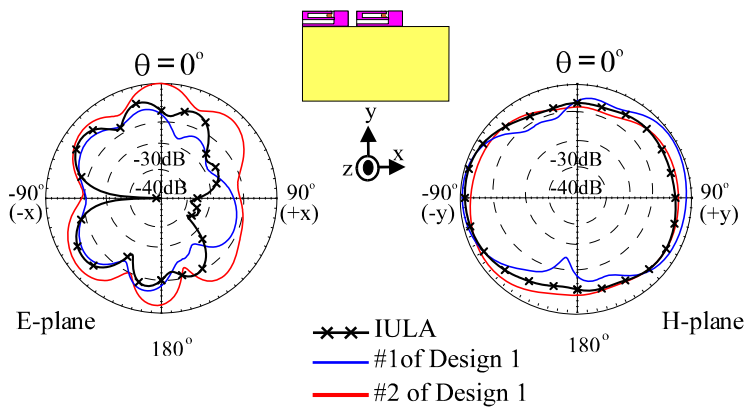 θ = 0°
θ = 0°
y
x
z
-30dB
-40dB
-30dB
-40dB
-90°
(-x)
90°
(+x)
-90°
(-y)
90°
(+y)
E-plane
180°
H-plane
180°
IULA
#1of Design 1
#2 of Design 1